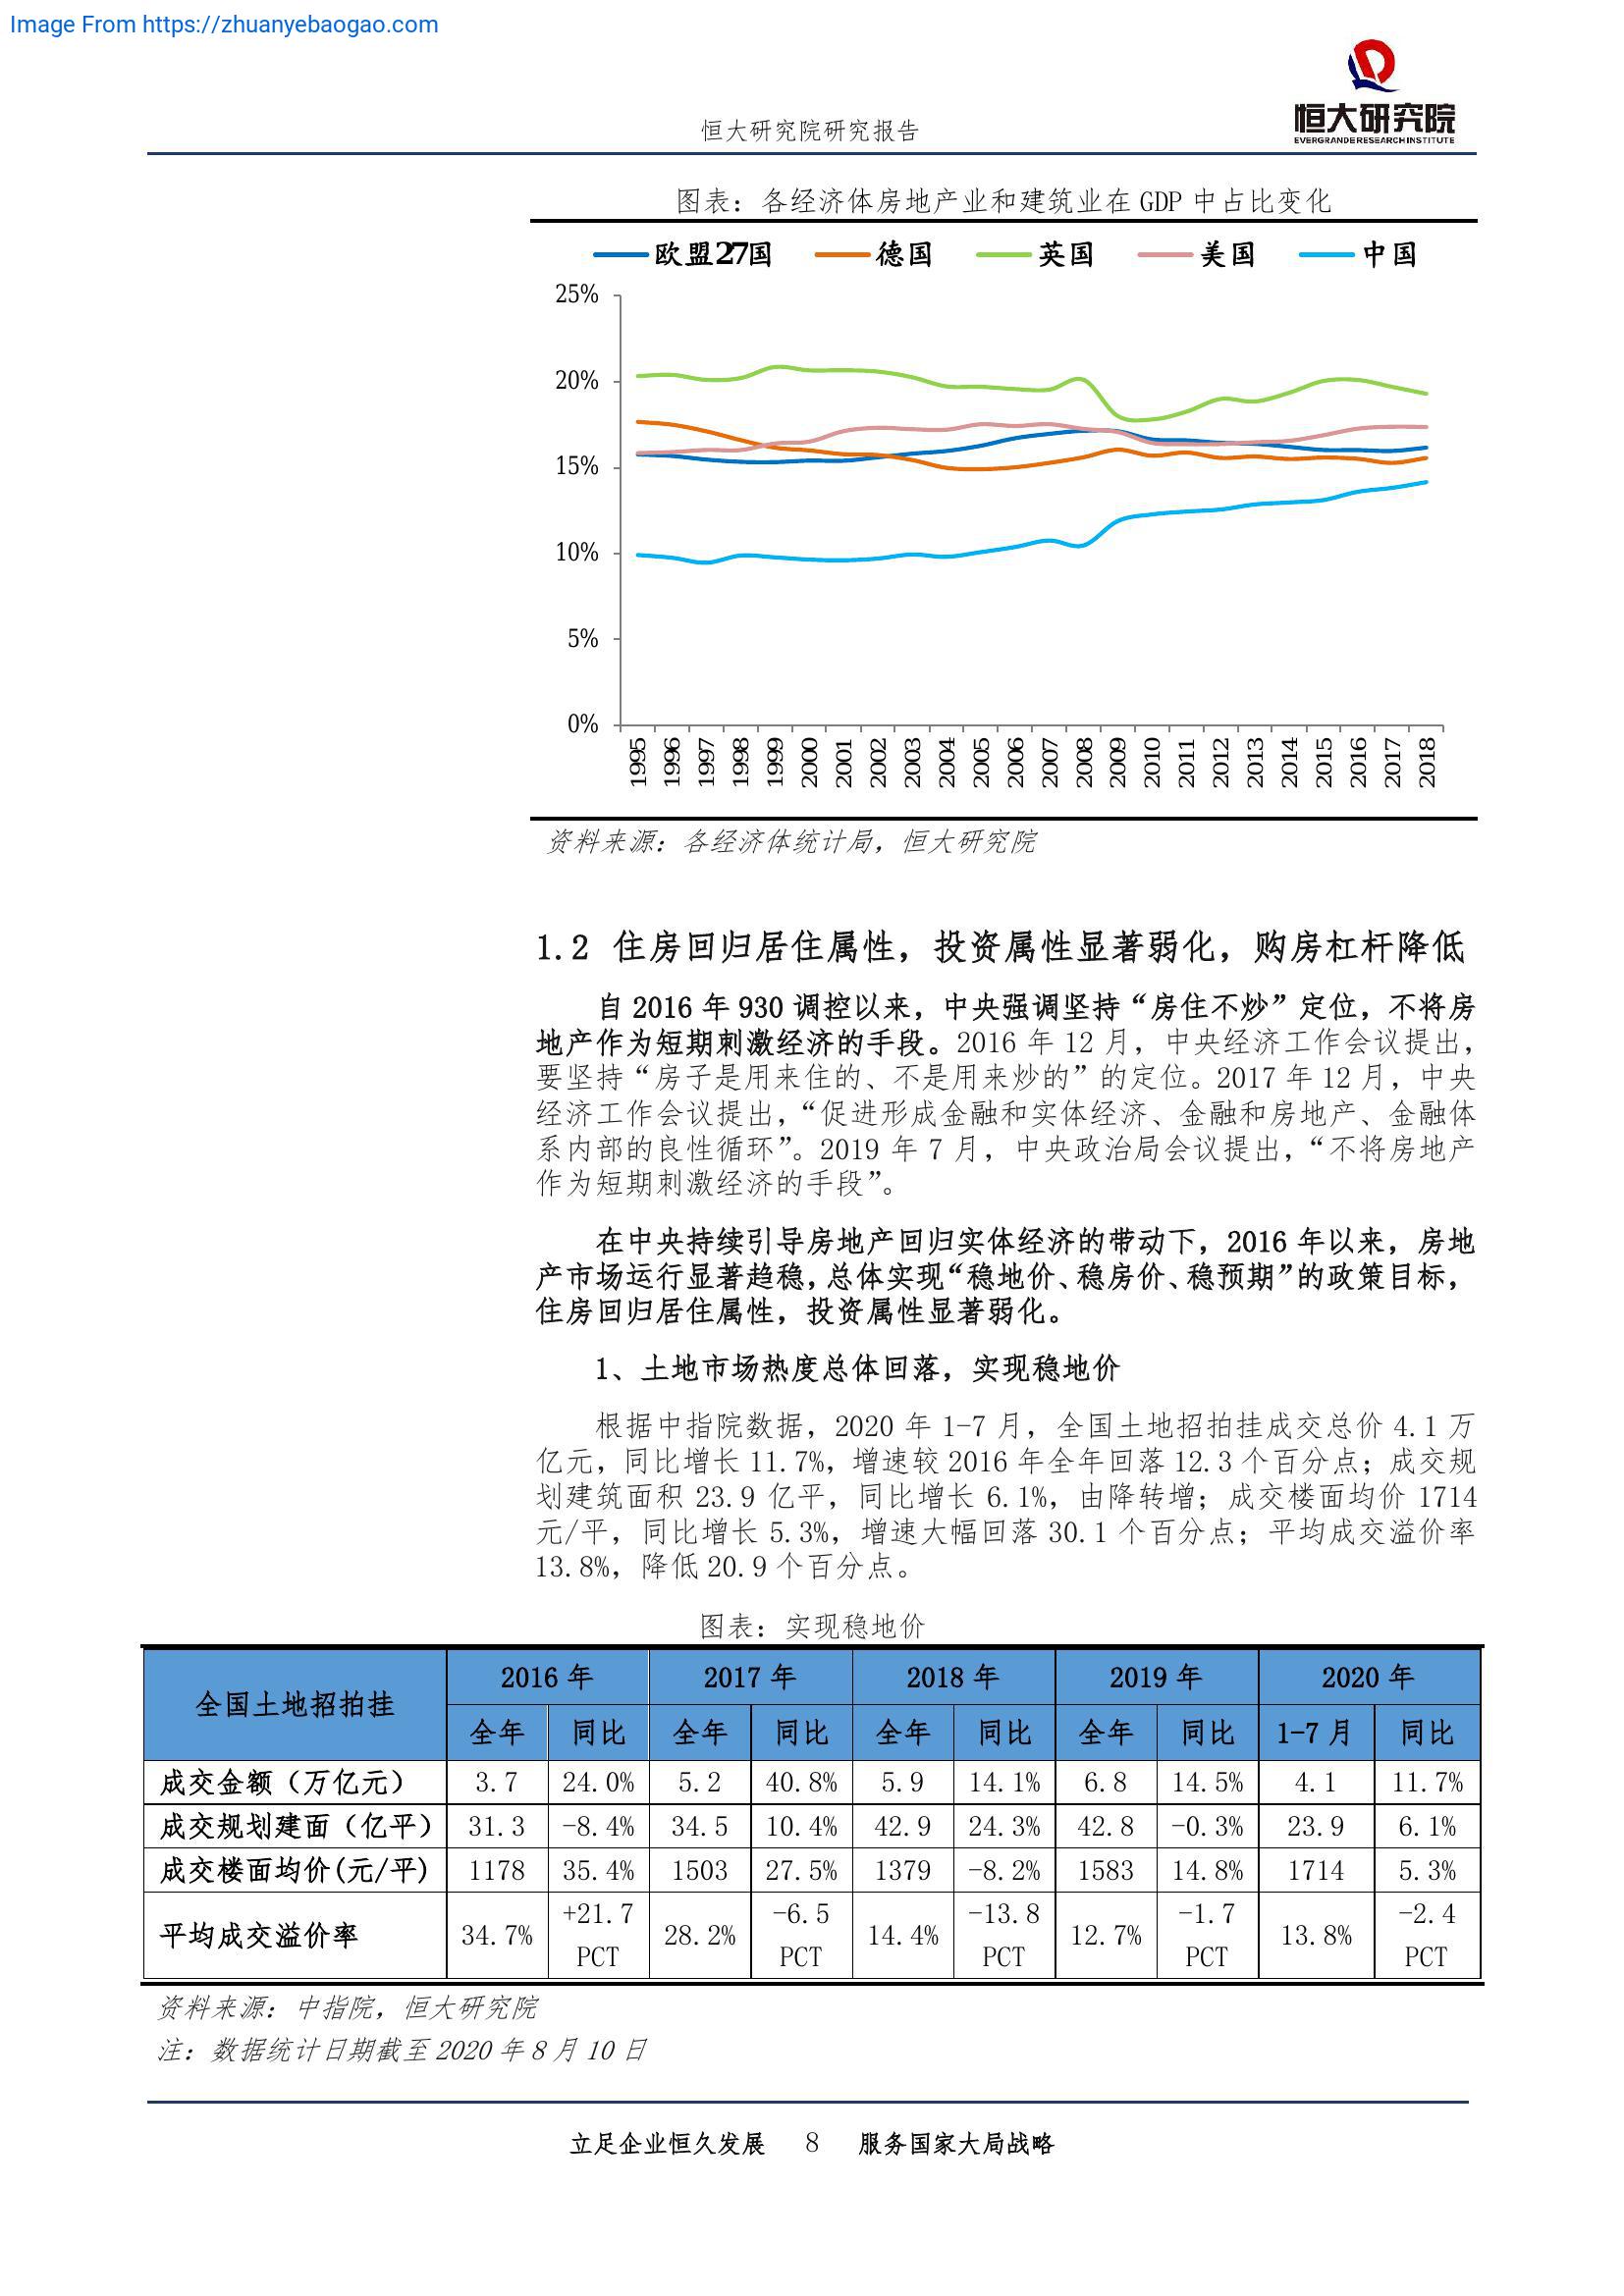 Image From https://zhuanyebaogao.com
恒大研究院
EVERGRANDE RESEARCH INSTITUTE
恒大研究院研究报告
图表：各经济体房地产业和建筑业在 GDP 中占比变化
欧盟27国 德国 英国 美国 中国
25%
20%
15%
10%
5%
0%
1995 1996 1997 1998 1999 2000 2001 2002 2003 2004 2005 2006 2007 2008 2009 2010 2011 2012 2013 2014 2015 2016 2017 2018
资料来源：各经济体统计局，恒大研究院
1.2 住房回归居住属性，投资属性显著弱化，购房杠杆降低
自 2016 年 930 调控以来，中央强调坚持“房住不炒”定位，不将房
地产作为短期刺激经济的手段。2016 年 12 月，中央经济工作会议提出，
要坚持“房子是用来住的、不是用来炒的”的定位。2017 年 12 月，中央
经济工作会议提出，“促进形成金融和实体经济、金融和房地产、金融体
系内部的良性循环”。2019 年 7 月，中央政治局会议提出，“不将房地产
作为短期刺激经济的手段”。
在中央持续引导房地产回归实体经济的带动下，2016 年以来，房地
产市场运行显著趋稳，总体实现“稳地价、稳房价、稳预期”的政策目标，
住房回归居住属性，投资属性显著弱化。
1、土地市场热度总体回落，实现稳地价
根据中指院数据，2020 年 1-7 月，全国土地招拍挂成交总价 4.1 万
亿元，同比增长 11.7%，增速较 2016 年全年回落 12.3 个百分点；成交规
划建筑面积 23.9 亿平，同比增长 6.1%，由降转增；成交楼面均价 1714
元/平，同比增长 5.3%，增速大幅回落 30.1 个百分点；平均成交溢价率
13.8%，降低 20.9 个百分点。
图表：实现稳地价
全国土地招拍挂 2016 年 2017 年 2018 年 2019 年 2020 年
全年 同比 全年 同比 全年 同比 全年 同比 1-7 月 同比
成交金额（万亿元） 3.7 24.0% 5.2 40.8% 5.9 14.1% 6.8 14.5% 4.1 11.7%
成交规划建面（亿平） 31.3 -8.4% 34.5 10.4% 42.9 24.3% 42.8 -0.3% 23.9 6.1%
成交楼面均价(元/平) 1178 35.4% 1503 27.5% 1379 -8.2% 1583 14.8% 1714 5.3%
平均成交溢价率 34.7% +21.7 PCT 28.2% -6.5 PCT 14.4% -13.8 PCT 12.7% -1.7 PCT 13.8% -2.4 PCT
资料来源：中指院，恒大研究院
注：数据统计日期截至 2020 年 8 月 10 日
立足企业恒久发展 8 服务国家大局战略